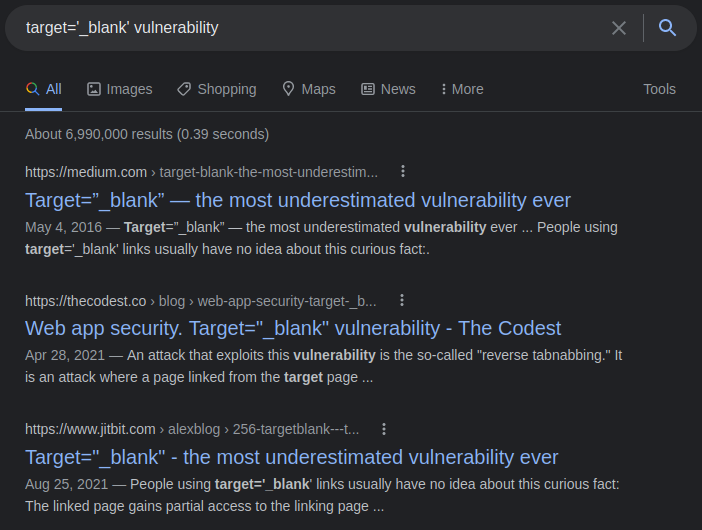 target='_blank' vulnerability
All Images Shopping Maps News More Tools
About 6,990,000 results (0.39 seconds)
https://medium.com › target-blank-the-most-underestim...
Target=”_blank” — the most underestimated vulnerability ever
May 4, 2016 — Target=”_blank” — the most underestimated vulnerability ever ... People using
target='_blank' links usually have no idea about this curious fact:.
https://thecodest.co › blog › web-app-security-target-_b...
Web app security. Target="_blank" vulnerability - The Codest
Apr 28, 2021 — An attack that exploits this vulnerability is the so-called "reverse tabnabbing." It
is an attack where a page linked from the target page ...
https://www.jitbit.com › alexblog › 256-targetblank---t...
Target="_blank" - the most underestimated vulnerability ever
Aug 25, 2021 — People using target='_blank' links usually have no idea about this curious fact:
The linked page gains partial access to the linking page ...